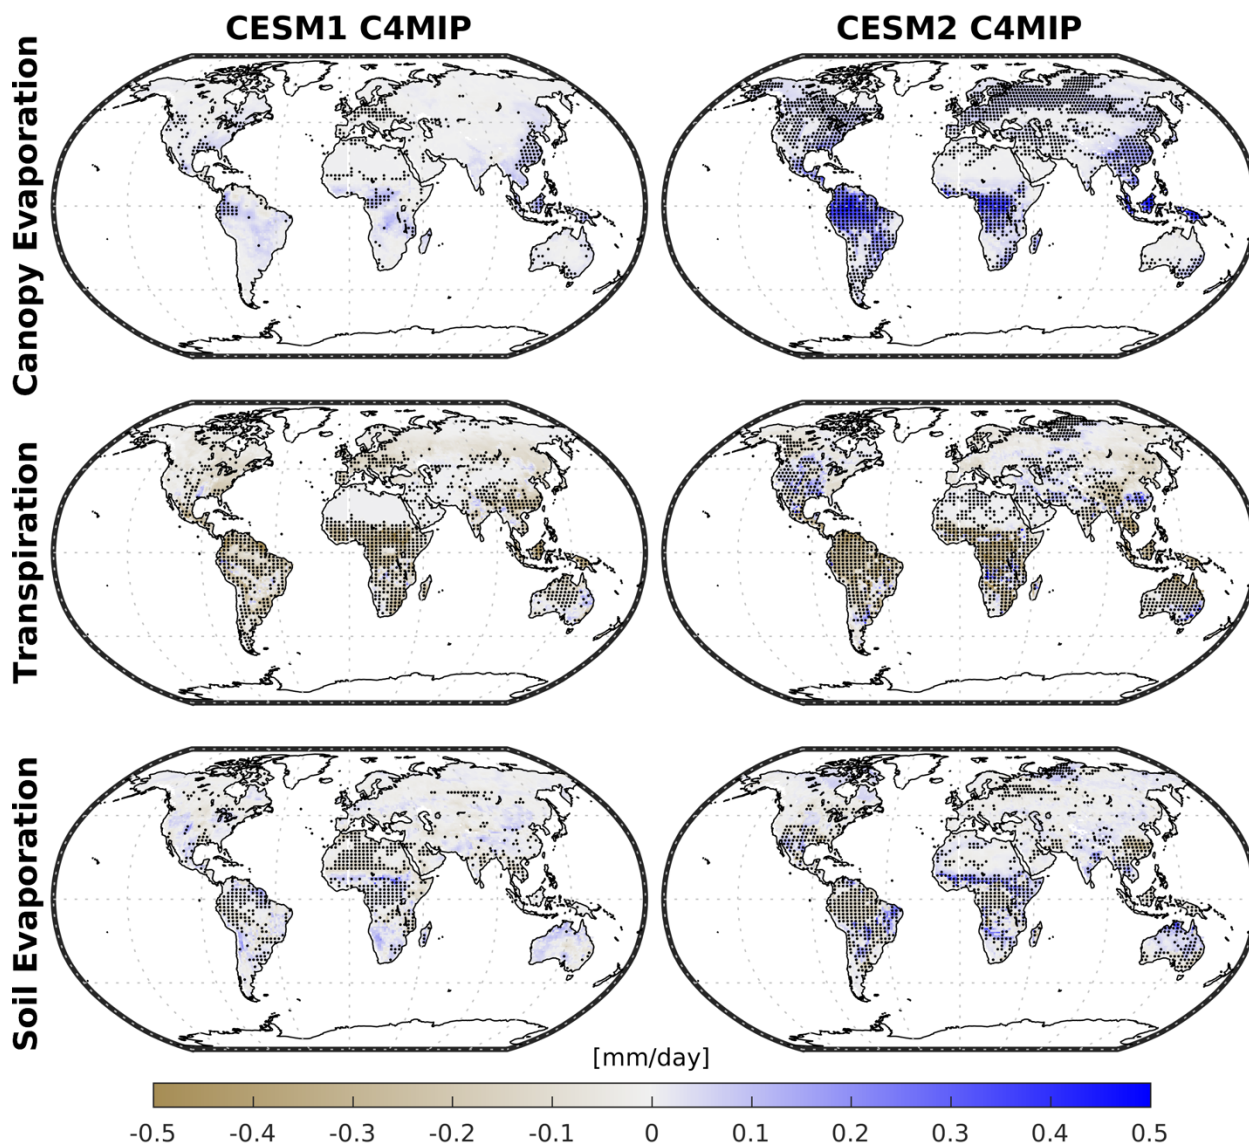 CESM1 C4MIP
CESM2 C4MIP
Canopy Evaporation
Transpiration
Soil Evaporation
[mm/day]
-0.5 -0.4 -0.3 -0.2 -0.1 0 0.1 0.2 0.3 0.4 0.5